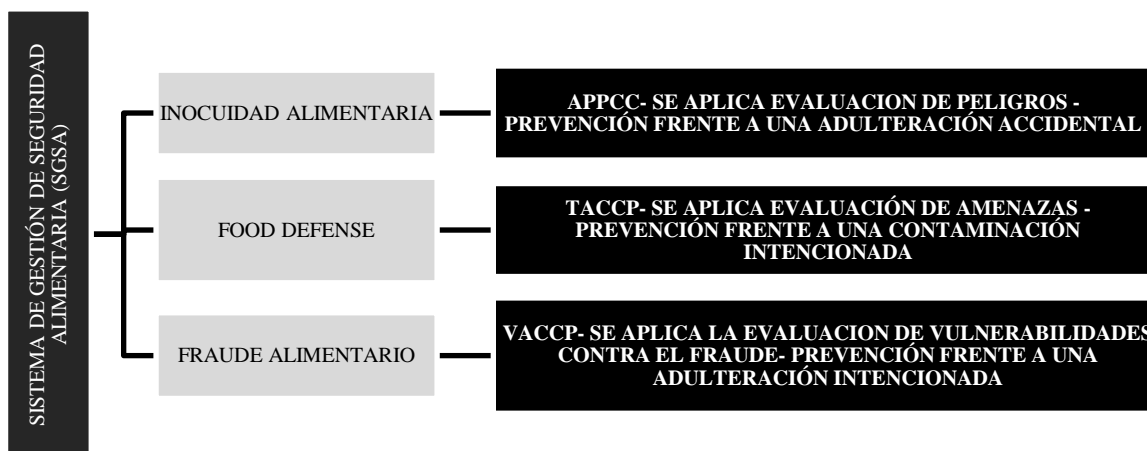 SISTEMA DE GESTIÓN DE SEGURIDAD
ALIMENTARIA (SGSA)
INOCUIDAD ALIMENTARIA
APPCC- SE APLICA EVALUACION DE PELIGROS -
PREVENCIÓN FRENTE A UNA ADULTERACIÓN ACCIDENTAL
FOOD DEFENSE
TACCP- SE APLICA EVALUACIÓN DE AMENAZAS -
PREVENCIÓN FRENTE A UNA CONTAMINACIÓN
INTENCIONADA
FRAUDE ALIMENTARIO
VACCP- SE APLICA LA EVALUACION DE VULNERABILIDADES
CONTRA EL FRAUDE- PREVENCIÓN FRENTE A UNA
ADULTERACIÓN INTENCIONADA